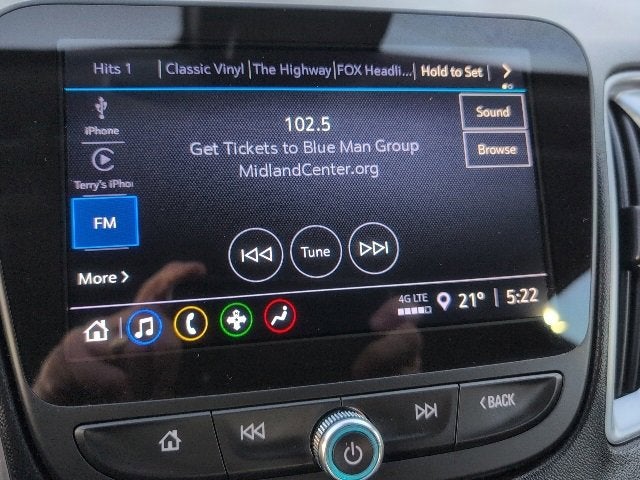 Hits 1 Classic Vinyl The Highway FOX Headli... Hold to Set
iPhone
Sound
102.5
Get Tickets to Blue Man Group
Browse
MidlandCenter.org
Terry's iPho
FM
Tune
More
4G LTE 21° 5:22
BACK